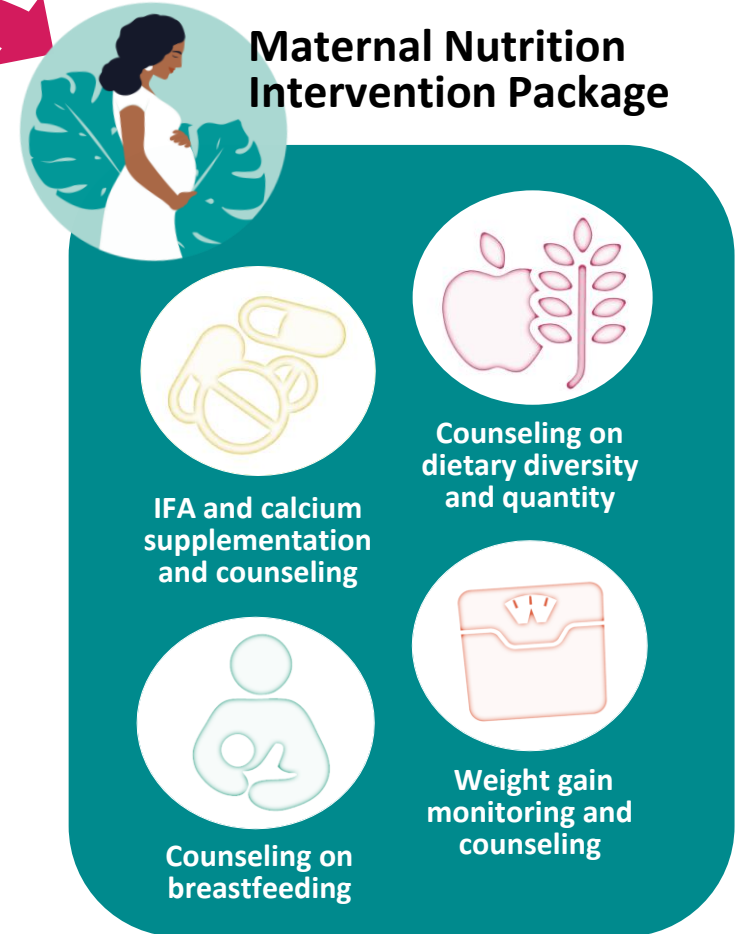 Maternal Nutrition
Intervention Package
IFA and calcium
supplementation
and counseling
Counseling on
dietary diversity
and quantity
Counseling on
breastfeeding
Weight gain
monitoring and
counseling